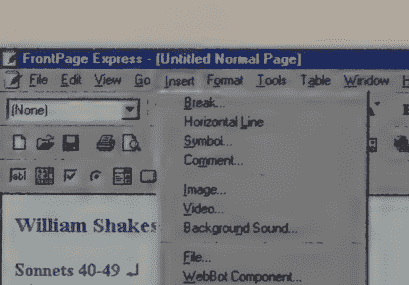 FrontPage Express - [Untitled Normal Page]
File Edit View Go Insert Format Tools Table Window
(None)
Break...
Horizontal Line
Symbol...
Comment...
Image...
Video...
Background Sound...
File...
WebBot Component...
William Shakes
Sonnets 40-49